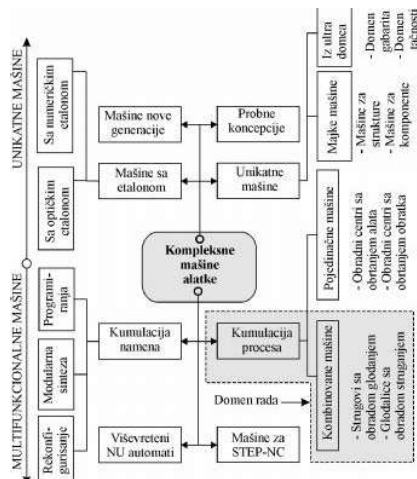 UNIKATNE MAŠINE
MULTIFUNKCIONALNE MAŠINE
Sa numeričkim
etalonom
Sa optičkim
etalonom
Programi-
ranja
Modularna
sinteza
Rekonfi-
gurisanje
Mašine nove
generacije
Probne
koncepcije
Mašine sa
etalonom
Unikatne
mašine
Kompleksne
mašine
alatke
Kumulacija
namena
Kumulacija
procesa
Domen rada
Viševreteni
NU automati
Mašine za
STEP-NC
Iz ultra
domca
- Domen
gabarita
- Domen
tačnosti
Majke mašine
- Mašine za
strukture
- Mašine za
komponente
Pojedinačne mašine
- Obradni centri sa
obrtanjem alata
- Obradni centri sa
obrtanjem obratka
Kombinovane mašine
- Strugovi sa
obradom glodanjem
- Glodalice sa
obradom struganjem